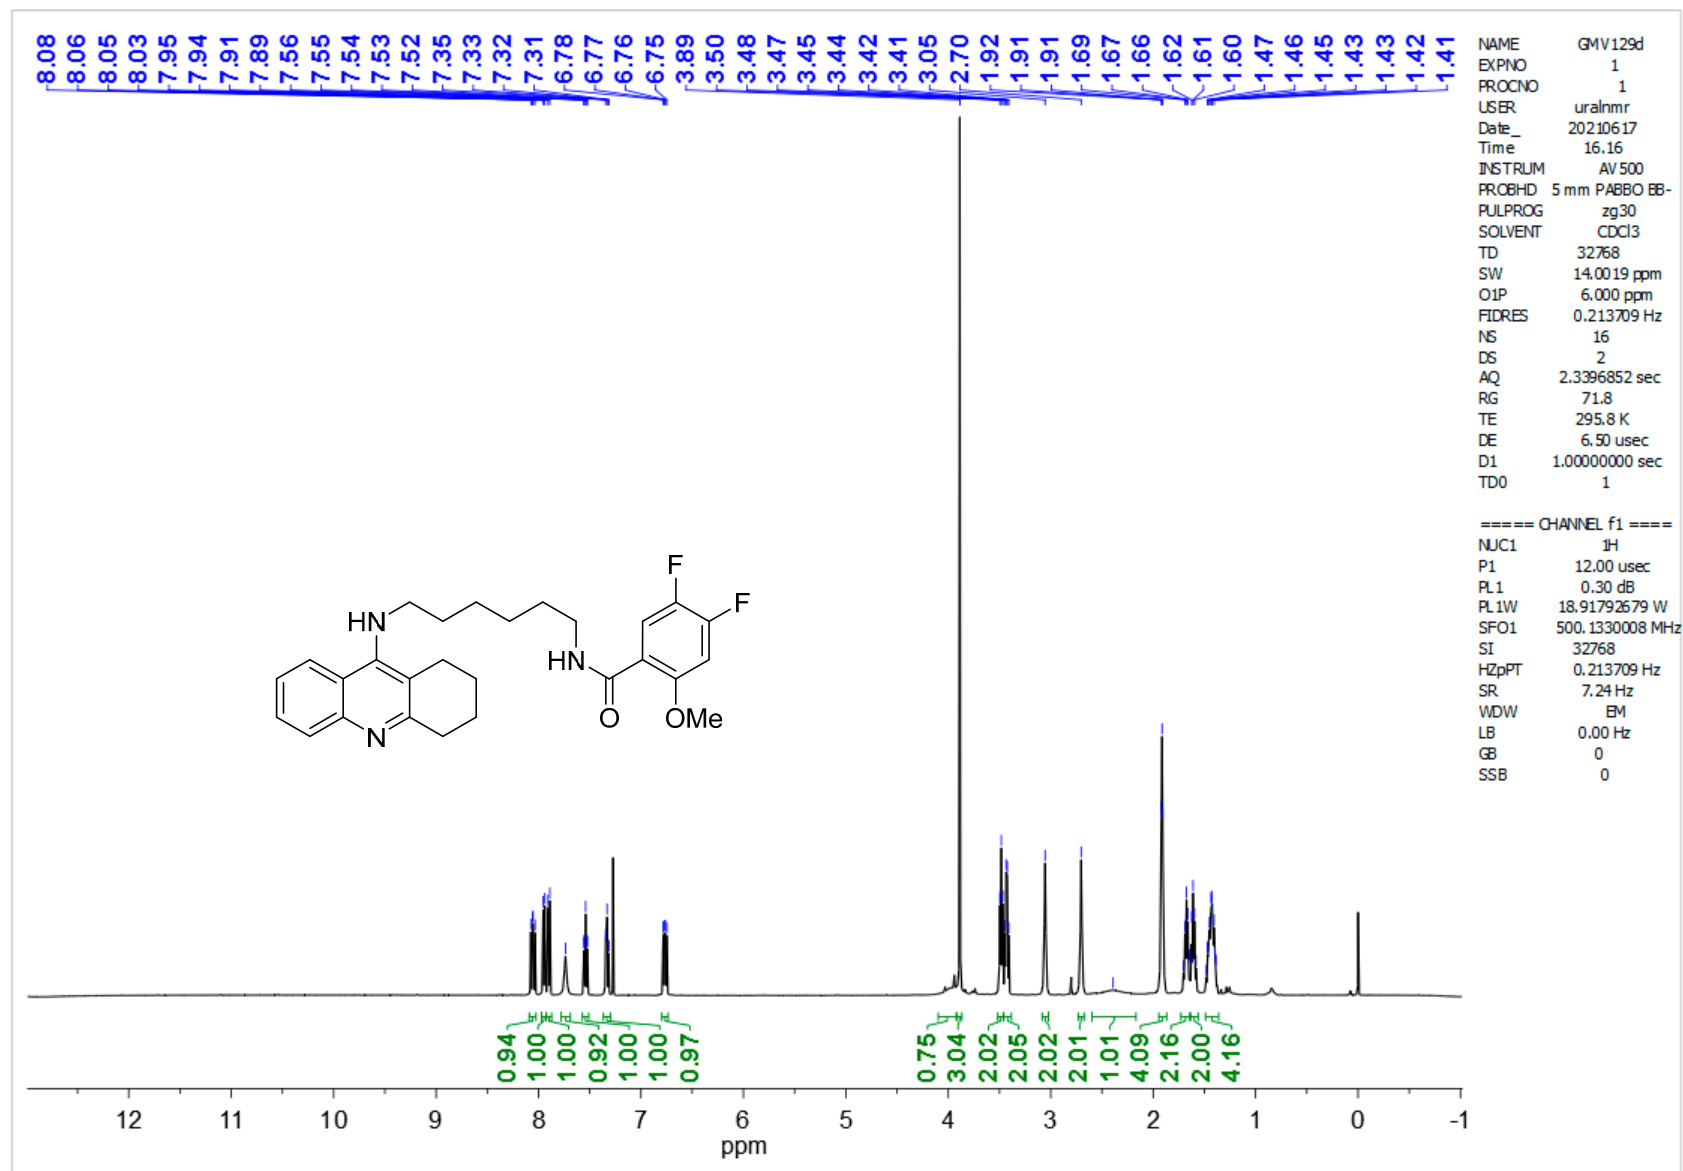 8.08 8.06 8.05 8.03 7.95 7.94 7.91 7.89 7.56 7.55 7.54 7.53 7.52 7.35 7.33 7.32 7.31 6.78 6.77 6.76 6.75 3.89 3.50 3.48 3.47 3.45 3.44 3.42 3.41 3.05 2.70 1.92 1.91 1.91 1.69 1.67 1.66 1.62 1.61 1.60 1.47 1.46 1.45 1.43 1.43 1.42 1.41
NAME GMV129d
EXPNO 1
PROCNO 1
USER uralnmr
Date_ 20210617
Time 16.16
INSTRUM AV500
PROBHD 5 mm PABBO BB-
PULPROG zg30
SOLVENT CDCl3
TD 32768
SW 14.0019 ppm
O1P 6.000 ppm
FIDRES 0.213709 Hz
NS 16
DS 2
AQ 2.3396852 sec
RG 71.8
TE 295.8 K
DE 6.50 usec
D1 1.00000000 sec
TD0 1
===== CHANNEL f1 ====
NUC1 1H
P1 12.00 usec
PL1 0.30 dB
PL1W 18.91792679 W
SFO1 500.1330008 MHz
SI 32768
HZpPT 0.213709 Hz
SR 7.24 Hz
WDW EM
LB 0.00 Hz
GB 0
SSB 0
F
F
HN
HN
O
OMe
N
0.94 1.00 1.00 0.92 1.00 1.00 0.97 0.75 3.04 2.02 2.05 2.02 2.01 1.01 4.09 2.16 2.00 4.16
12 11 10 9 8 7 6 5 4 3 2 1 0 -1
ppm